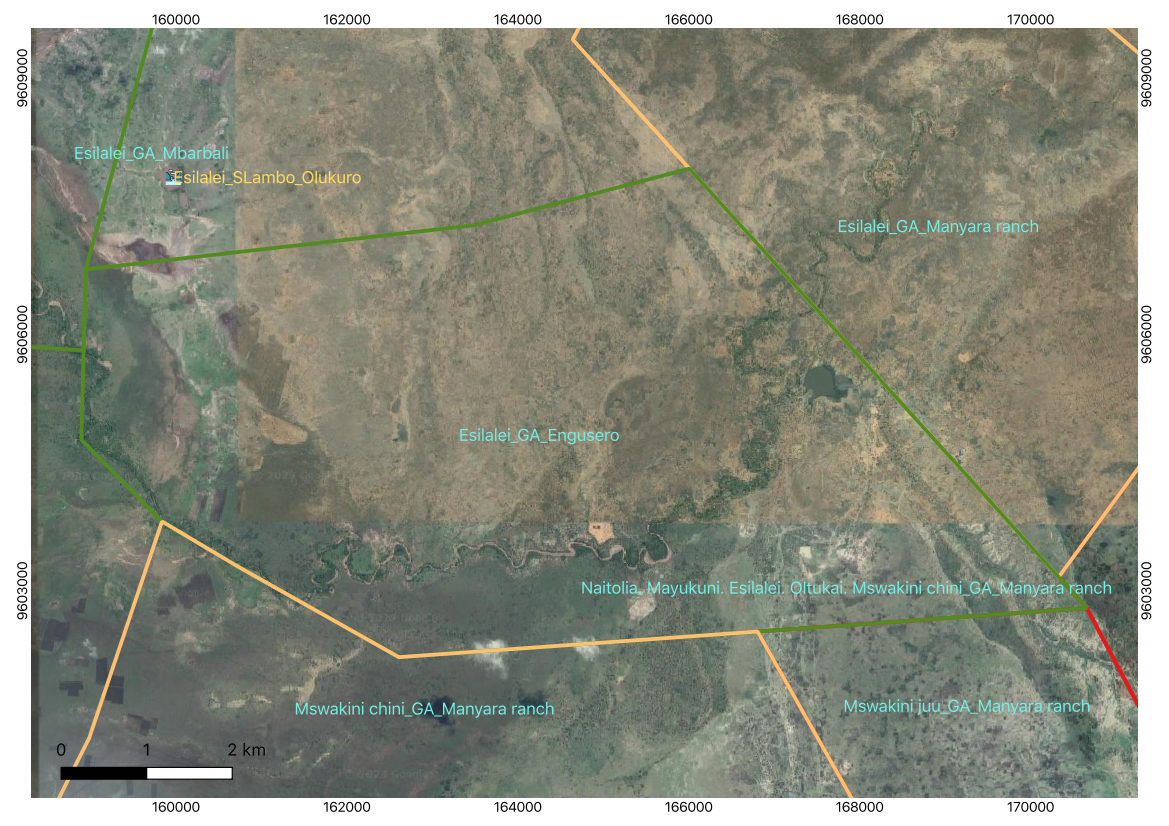 160000 162000 164000 166000 168000 170000
9609000 9609000
Esilalei_GA_Mbarbali
Esilalei_SLambo_Olukuro
Esilalei_GA_Manyara ranch
9606000 9606000
Esilalei_GA_Engusero
9603000 9603000
Naitolia. Mayukuni. Esilalei. Oltukai. Mswakini chini_GA_Manyara ranch
Mswakini chini_GA_Manyara ranch
Mswakini juu_GA_Manyara ranch
0 1 2 km
160000 162000 164000 166000 168000 170000